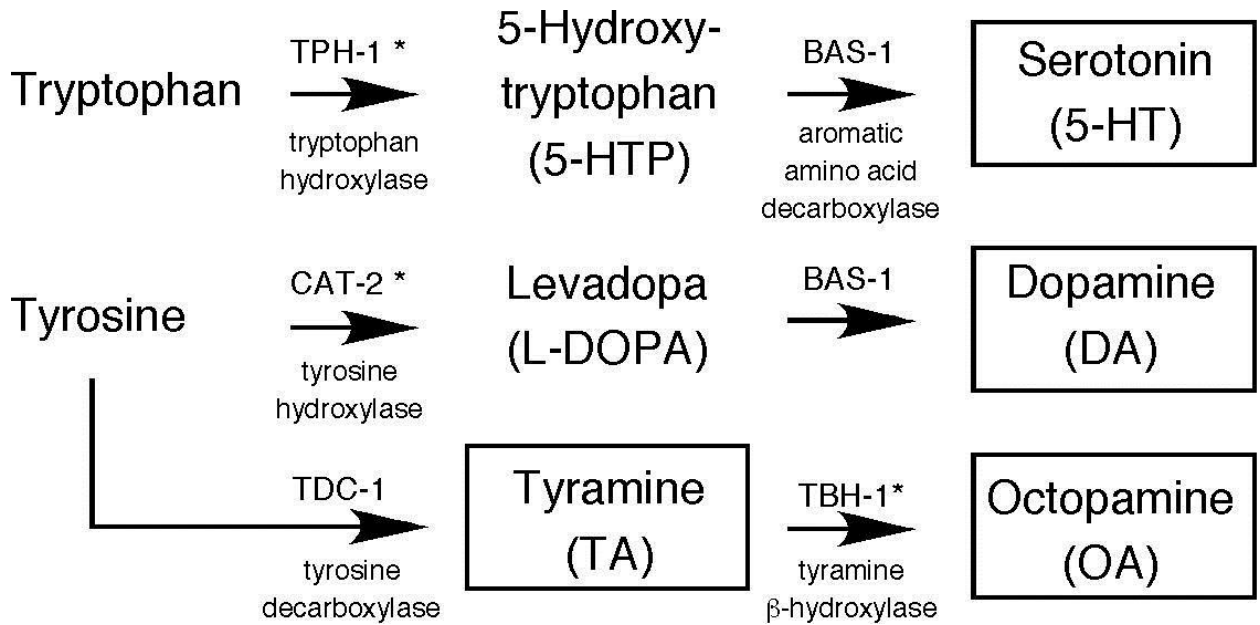 Tryptophan
TPH-1 *
tryptophan
hydroxylase
5-Hydroxy-
tryptophan
(5-HTP)
BAS-1
aromatic
amino acid
decarboxylase
Serotonin
(5-HT)
Tyrosine
CAT-2 *
tyrosine
hydroxylase
Levadopa
(L-DOPA)
BAS-1
Dopamine
(DA)
TDC-1
tyrosine
decarboxylase
Tyramine
(TA)
TBH-1*
tyramine
β-hydroxylase
Octopamine
(OA)